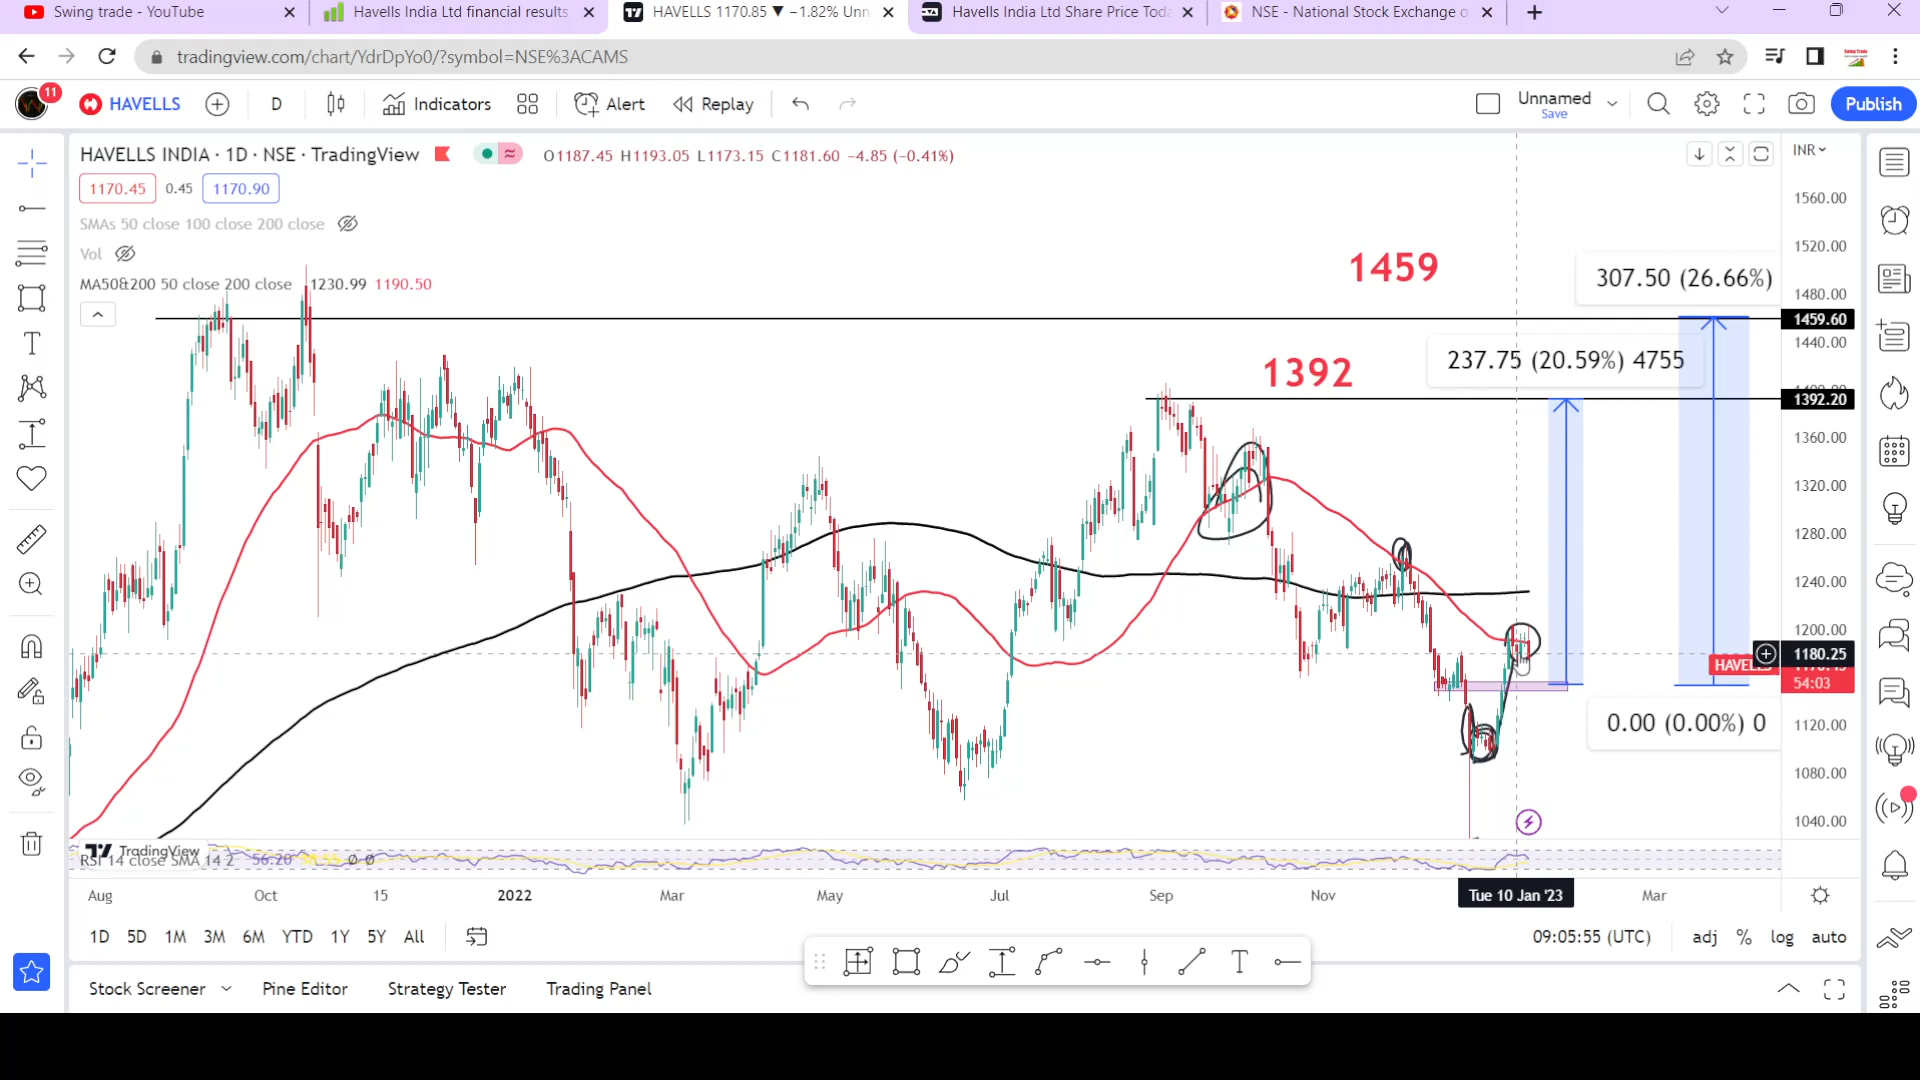 Swing trade - YouTube
Havells India Ltd financial results
HAVELLS 1170.85 ▼ −1.82% Unn
Havells India Ltd Share Price Toda
NSE - National Stock Exchange o
tradingview.com/chart/YdrDpYo0/?symbol=NSE%3ACAMS
11
HAVELLS
D
Indicators
Alert
Replay
Unnamed
Save
Publish
HAVELLS INDIA · 1D · NSE · TradingView
O1187.45 H1193.05 L1173.15 C1181.60 −4.85 (−0.41%)
INR
1170.45
0.45
1170.90
SMAs 50 close 100 close 200 close
Vol
MA50&200 50 close 200 close 1230.99 1190.50
1459
1392
307.50 (26.66%)
237.75 (20.59%) 4755
0.00 (0.00%) 0
1560.00
1520.00
1480.00
1459.60
1440.00
1392.20
1360.00
1320.00
1280.00
1240.00
1200.00
1180.25
54:03
1120.00
1080.00
1040.00
TradingView
RSI 14 close SMA 14 2 56.20
Aug
Oct
15
2022
Mar
May
Jul
Sep
Nov
Tue 10 Jan '23
Mar
1D 5D 1M 3M 6M YTD 1Y 5Y All
09:05:55 (UTC)
adj % log auto
Stock Screener
Pine Editor
Strategy Tester
Trading Panel